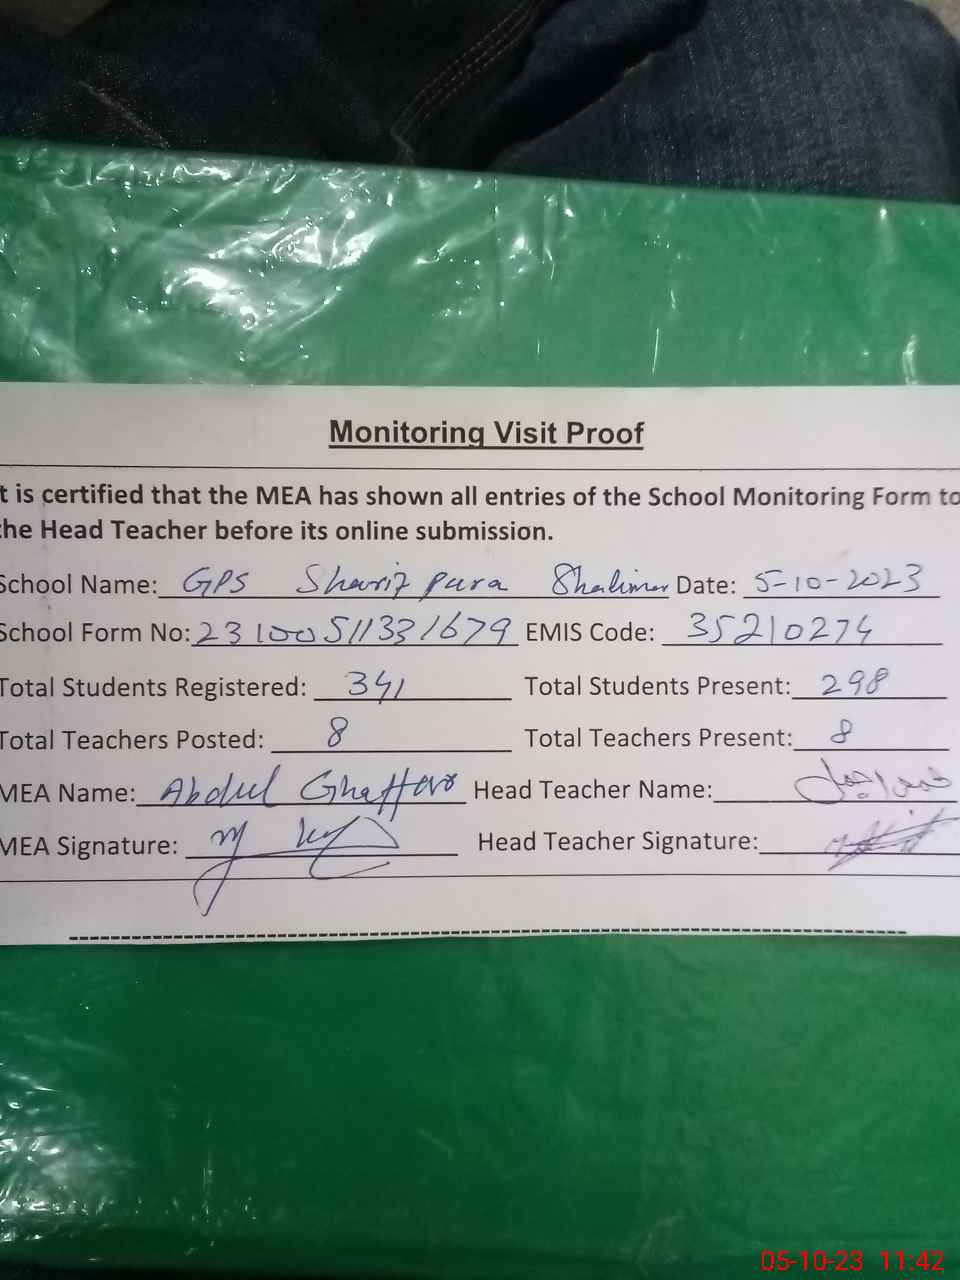 Monitoring Visit Proof
t is certified that the MEA has shown all entries of the School Monitoring Form to
the Head Teacher before its online submission.
School Name: GPS Sharif pura Shalimar Date: 5-10-2023
School Form No: 23100511331679 EMIS Code: 35210274
Total Students Registered: 341 Total Students Present: 298
Total Teachers Posted: 8 Total Teachers Present: 8
MEA Name: Abdul Ghaffar Head Teacher Name:
MEA Signature: Head Teacher Signature:
05-10-23 11:42